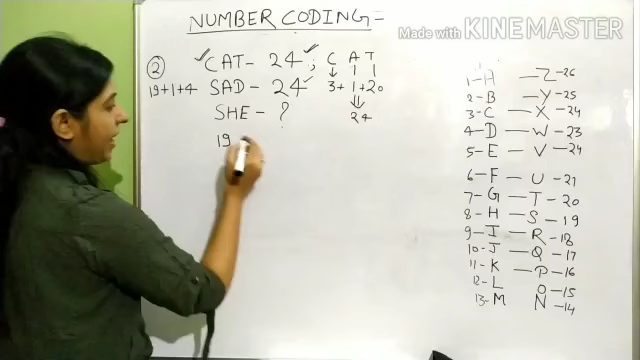 Made with KINEMASTER
NUMBER CODING -
② CAT - 24 ; C A T
19+1+4 SAD - 24 3+1+20
SHE - ? 24
19
1 - A — Z - 26
2 - B — Y - 25
3 - C — X - 24
4 - D — W - 23
5 - E — V - 24
6 - F — U - 21
7 - G — T - 20
8 - H — S - 19
9 - I — R - 18
10 - J — Q - 17
11 - K — P - 16
12 - L O - 15
13 - M N - 14